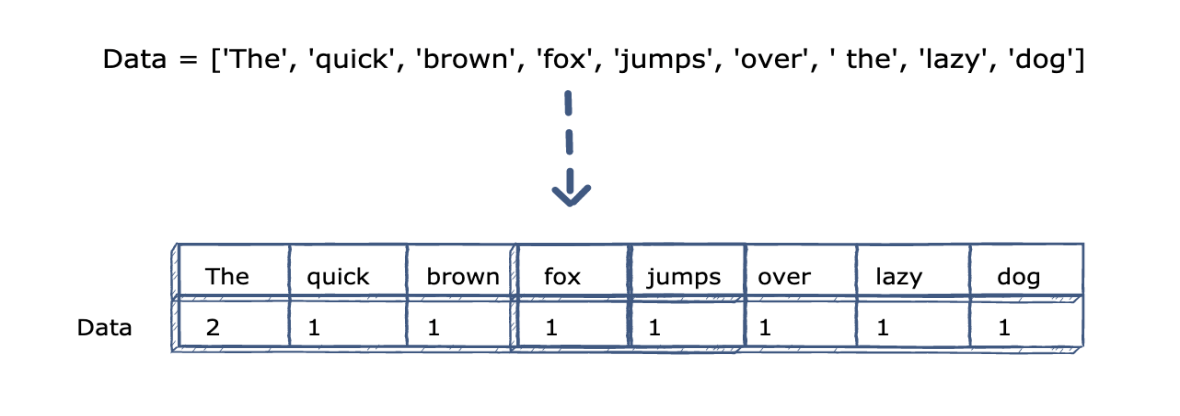 Data = ['The', 'quick', 'brown', 'fox', 'jumps', 'over', ' the', 'lazy', 'dog']
The quick brown fox jumps over lazy dog
Data 2 1 1 1 1 1 1 1